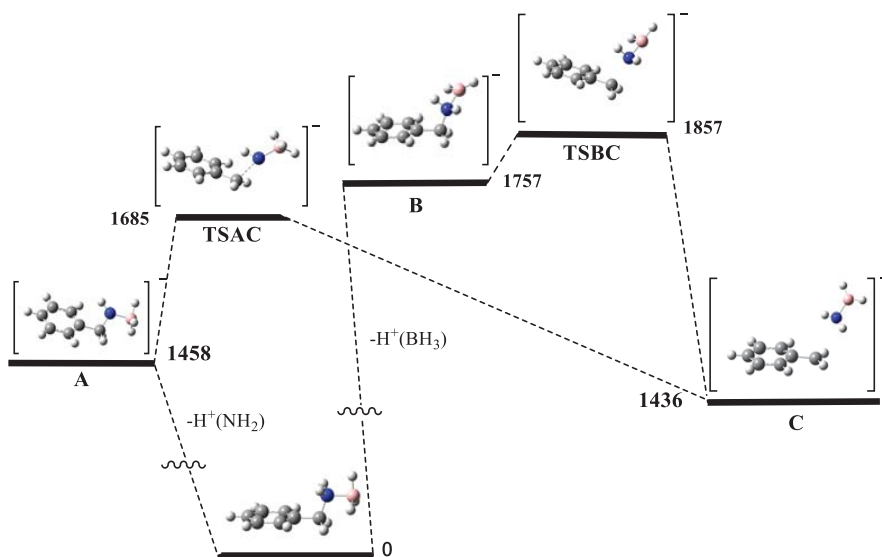 1857
TSBC
B
1757
1685
TSAC
-H⁺(BH₃)
1458
A
1436
C
-H⁺(NH₂)
0